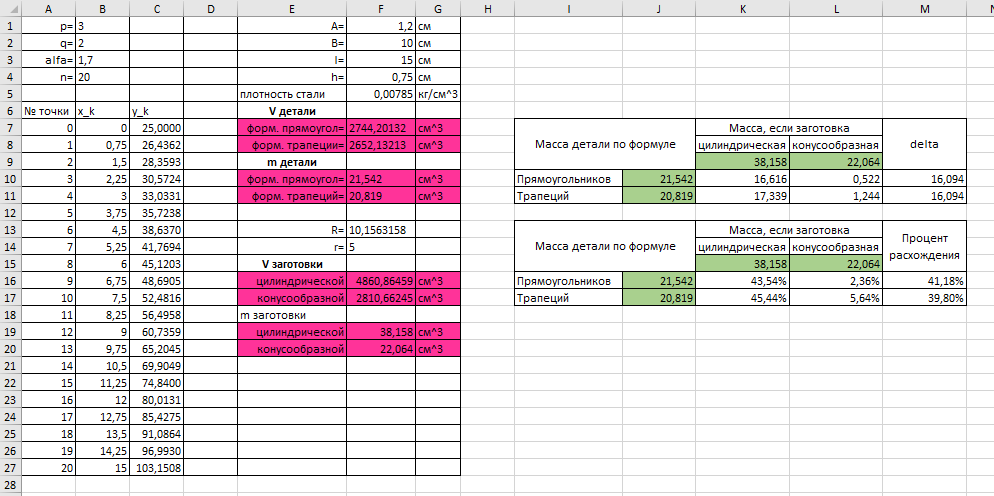 A B C D E F G H I J K L M N
1 p= 3 A= 1,2 см
2 q= 2 B= 10 см
3 alfa= 1,7 l= 15 см
4 n= 20 h= 0,75 см
5 плотность стали 0,00785 кг/см^3
6 № точки x_k y_k V детали
7 0 0 25,0000 форм. прямоугол= 2744,20132 см^3 Масса, если заготовка
8 1 0,75 26,4362 форм. трапеции= 2652,13213 см^3 Масса детали по формуле цилиндрическая конусообразная delta
9 2 1,5 28,3593 m детали 38,158 22,064
10 3 2,25 30,5724 форм. прямоугол= 21,542 см^3 Прямоугольников 21,542 16,616 0,522 16,094
11 4 3 33,0331 форм. трапеций= 20,819 см^3 Трапеций 20,819 17,339 1,244 16,094
12 5 3,75 35,7238
13 6 4,5 38,6370 R= 10,1563158 Масса, если заготовка Процент расхождения
14 7 5,25 41,7694 r= 5 Масса детали по формуле цилиндрическая конусообразная
15 8 6 45,1203 V заготовки 38,158 22,064
16 9 6,75 48,6905 цилиндрической 4860,86459 см^3 Прямоугольников 21,542 43,54% 2,36% 41,18%
17 10 7,5 52,4816 конусообразной 2810,66245 см^3 Трапеций 20,819 45,44% 5,64% 39,80%
18 11 8,25 56,4958 m заготовки
19 12 9 60,7359 цилиндрической 38,158 см^3
20 13 9,75 65,2045 конусообразной 22,064 см^3
21 14 10,5 69,9049
22 15 11,25 74,8400
23 16 12 80,0131
24 17 12,75 85,4275
25 18 13,5 91,0864
26 19 14,25 96,9930
27 20 15 103,1508
28